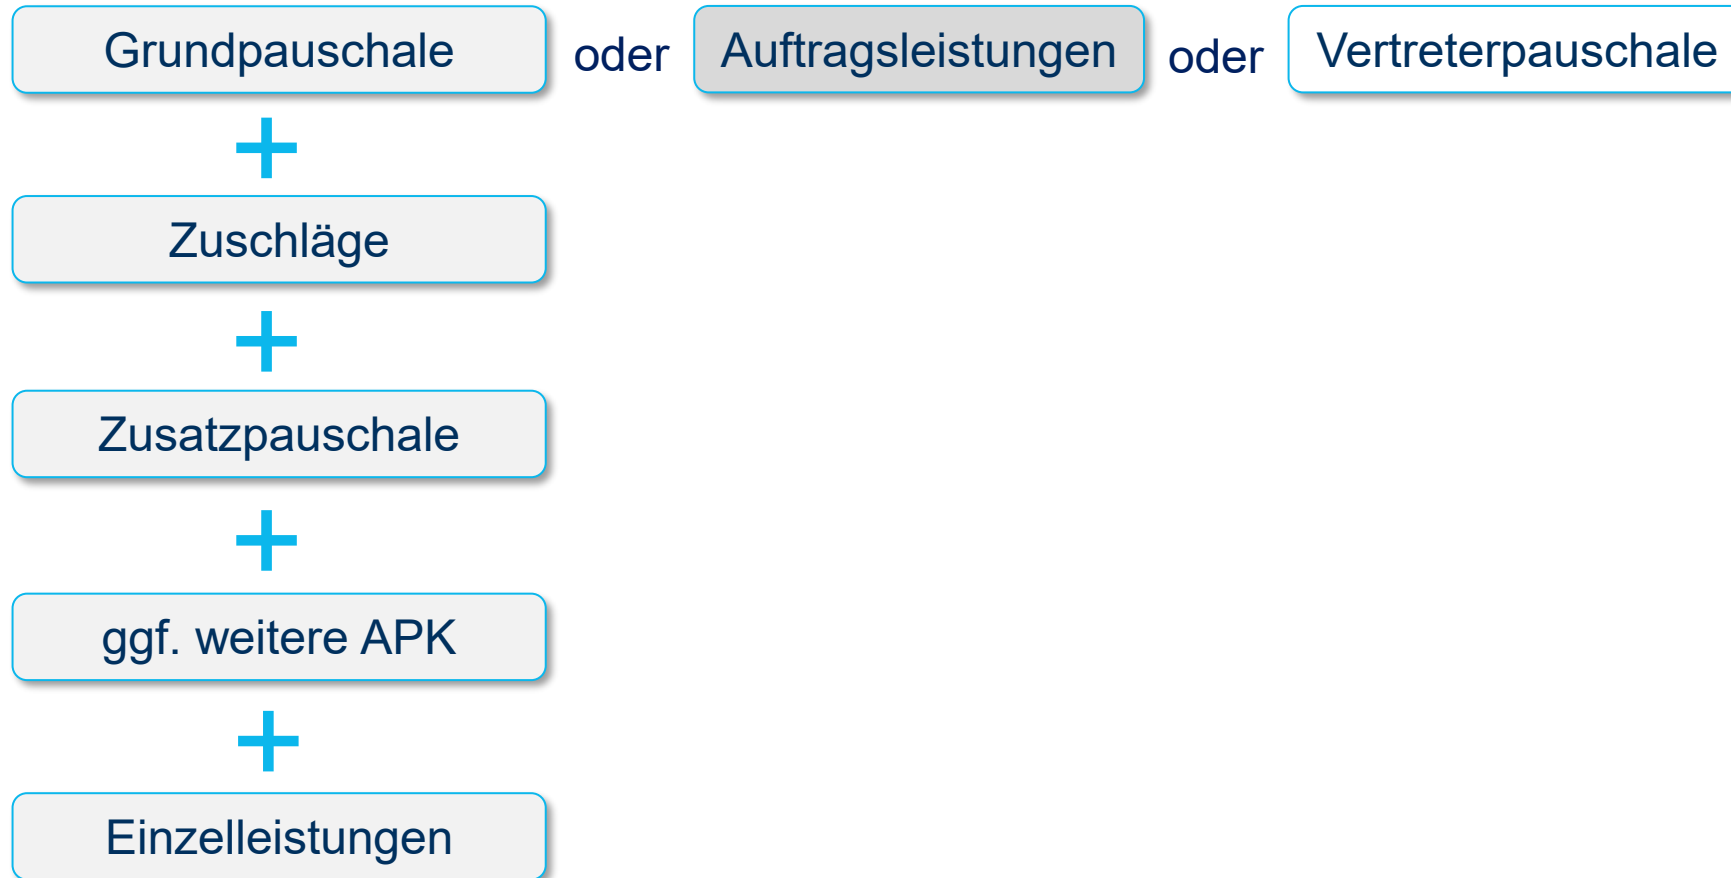 Grundpauschale oder Auftragsleistungen oder Vertreterpauschale
+
Zuschläge
+
Zusatzpauschale
+
ggf. weitere APK
+
Einzelleistungen